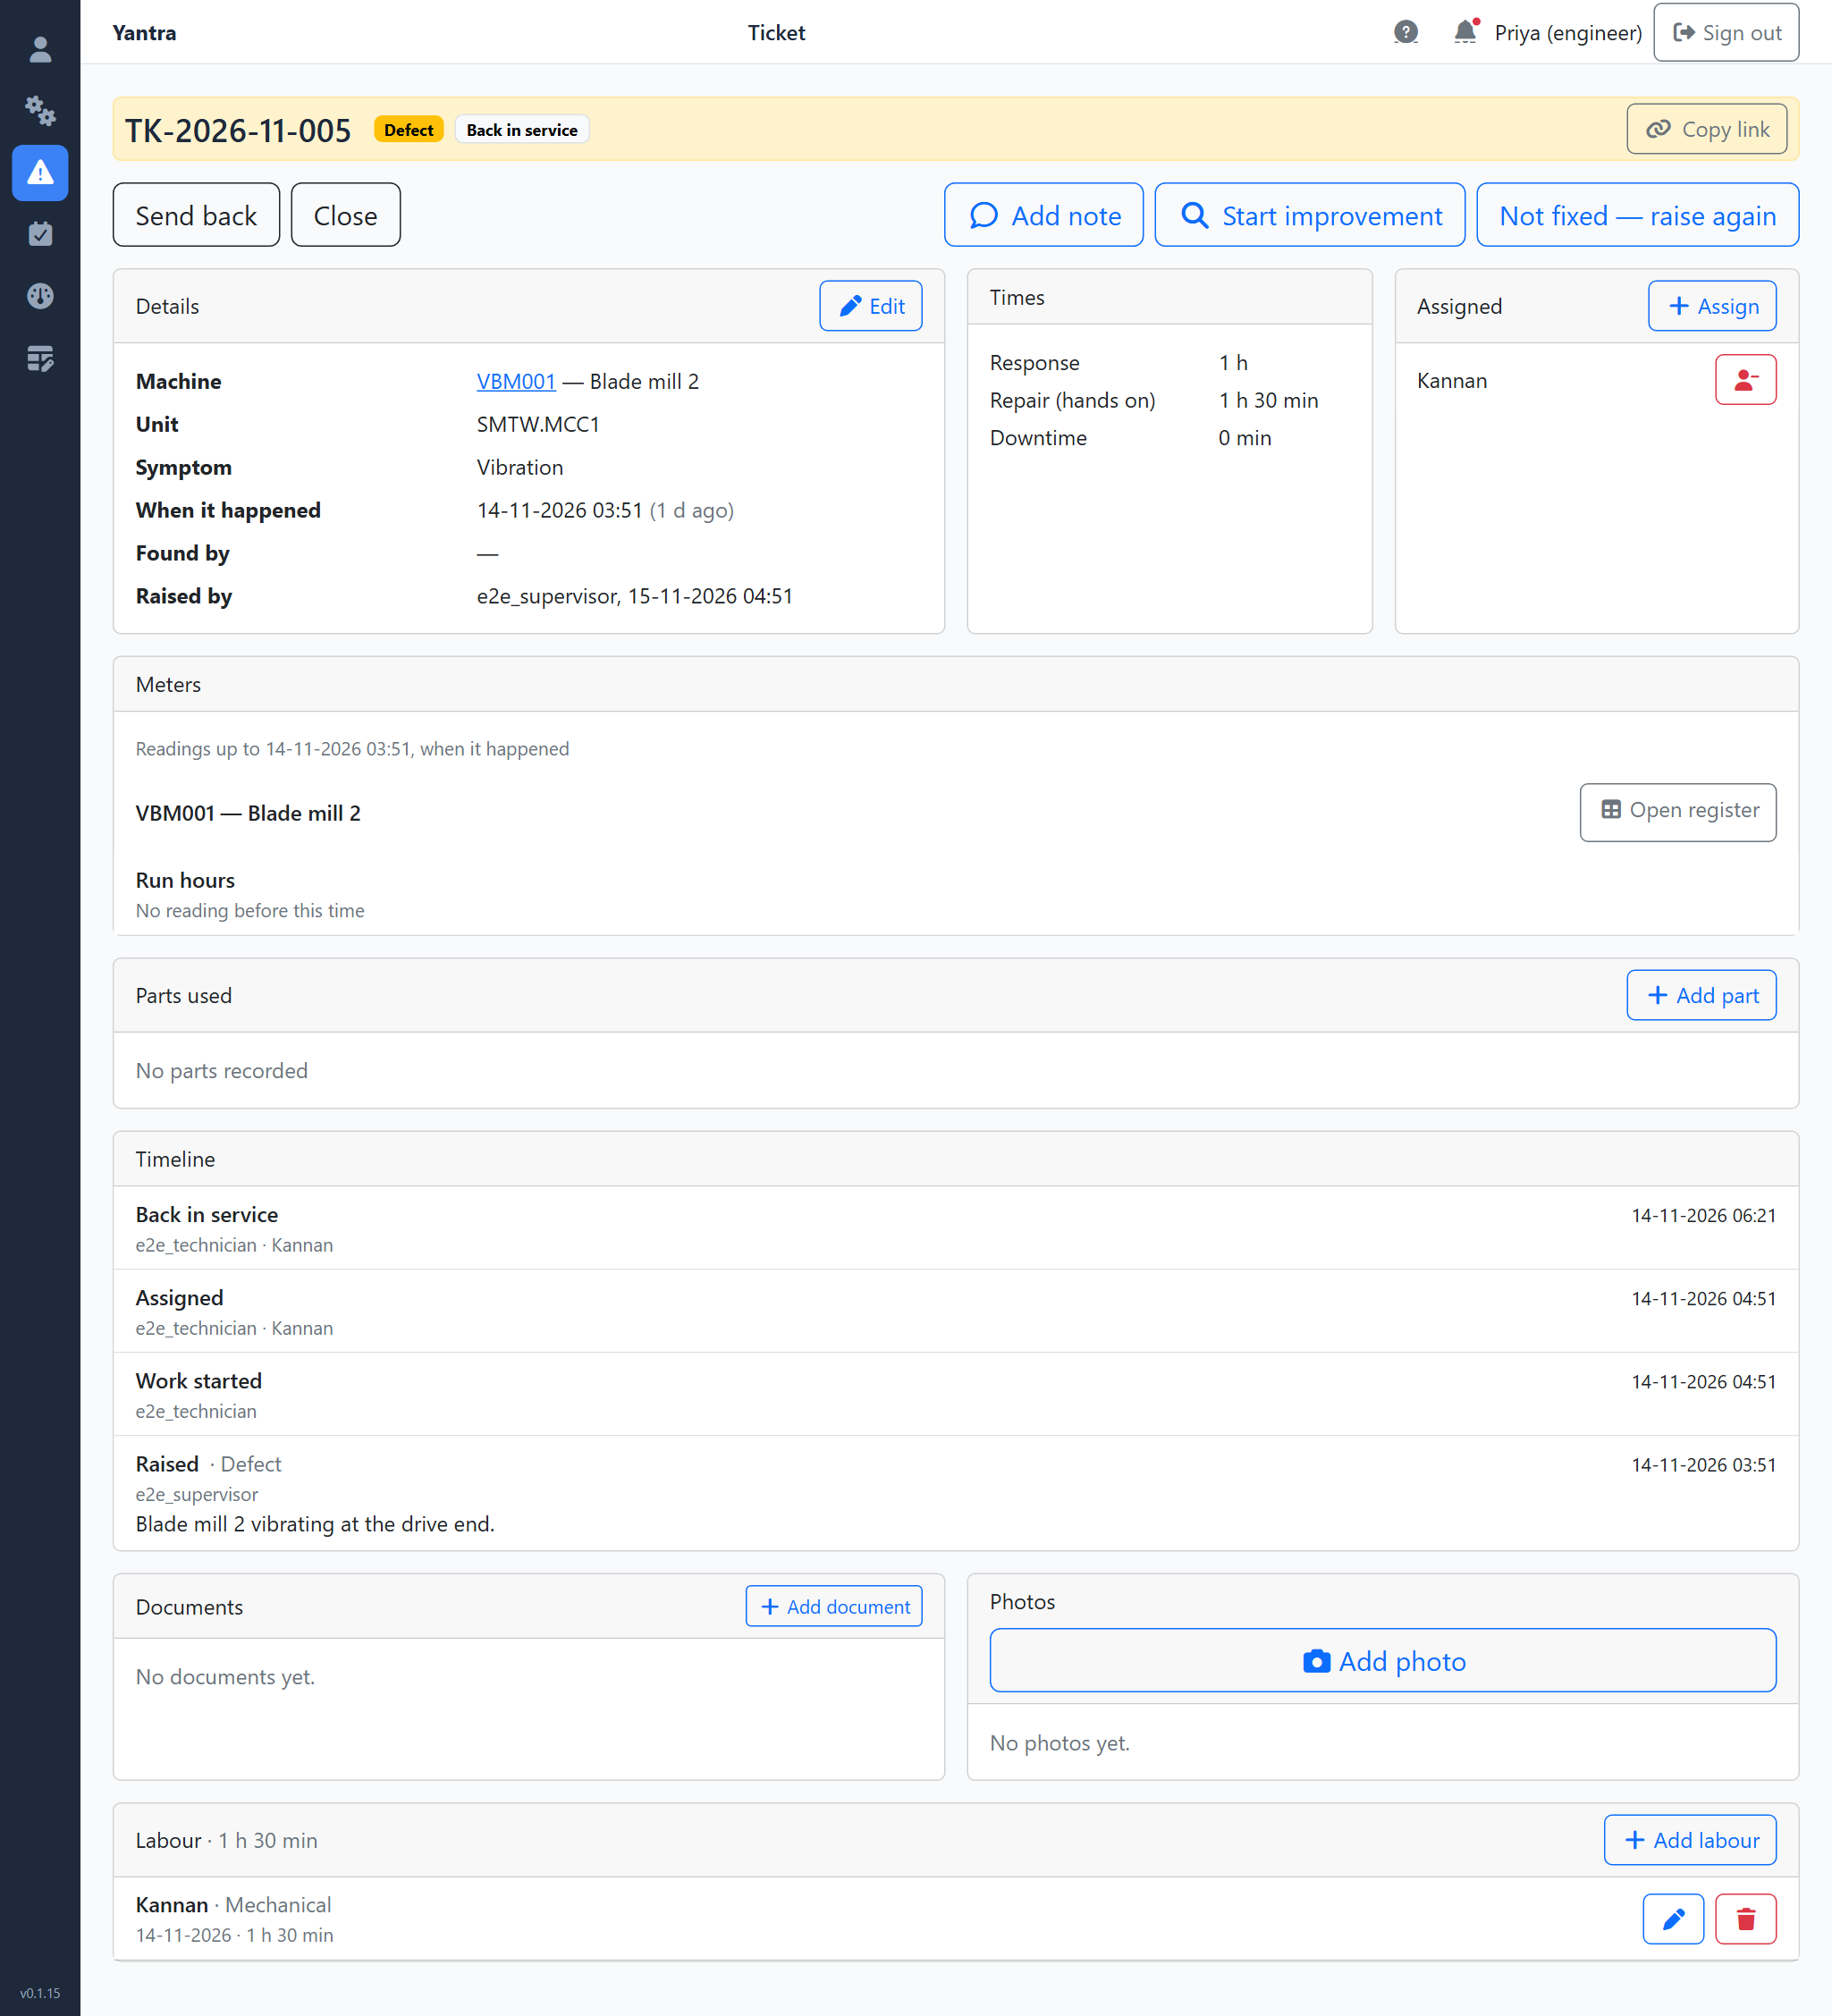 Yantra
Ticket
Priya (engineer)
Sign out
TK-2026-11-005
Defect
Back in service
Copy link
Send back
Close
Add note
Start improvement
Not fixed — raise again
Details
Edit
Machine
VBM001 — Blade mill 2
Unit
SMTW.MCC1
Symptom
Vibration
When it happened
14-11-2026 03:51 (1 d ago)
Found by
—
Raised by
e2e_supervisor, 15-11-2026 04:51
Times
Response
1 h
Repair (hands on)
1 h 30 min
Downtime
0 min
Assigned
Assign
Kannan
Meters
Readings up to 14-11-2026 03:51, when it happened
VBM001 — Blade mill 2
Open register
Run hours
No reading before this time
Parts used
Add part
No parts recorded
Timeline
Back in service
14-11-2026 06:21
e2e_technician · Kannan
Assigned
14-11-2026 04:51
e2e_technician · Kannan
Work started
14-11-2026 04:51
e2e_technician
Raised · Defect
14-11-2026 03:51
e2e_supervisor
Blade mill 2 vibrating at the drive end.
Documents
Add document
No documents yet.
Photos
Add photo
No photos yet.
Labour · 1 h 30 min
Add labour
Kannan · Mechanical
14-11-2026 · 1 h 30 min
v0.1.15